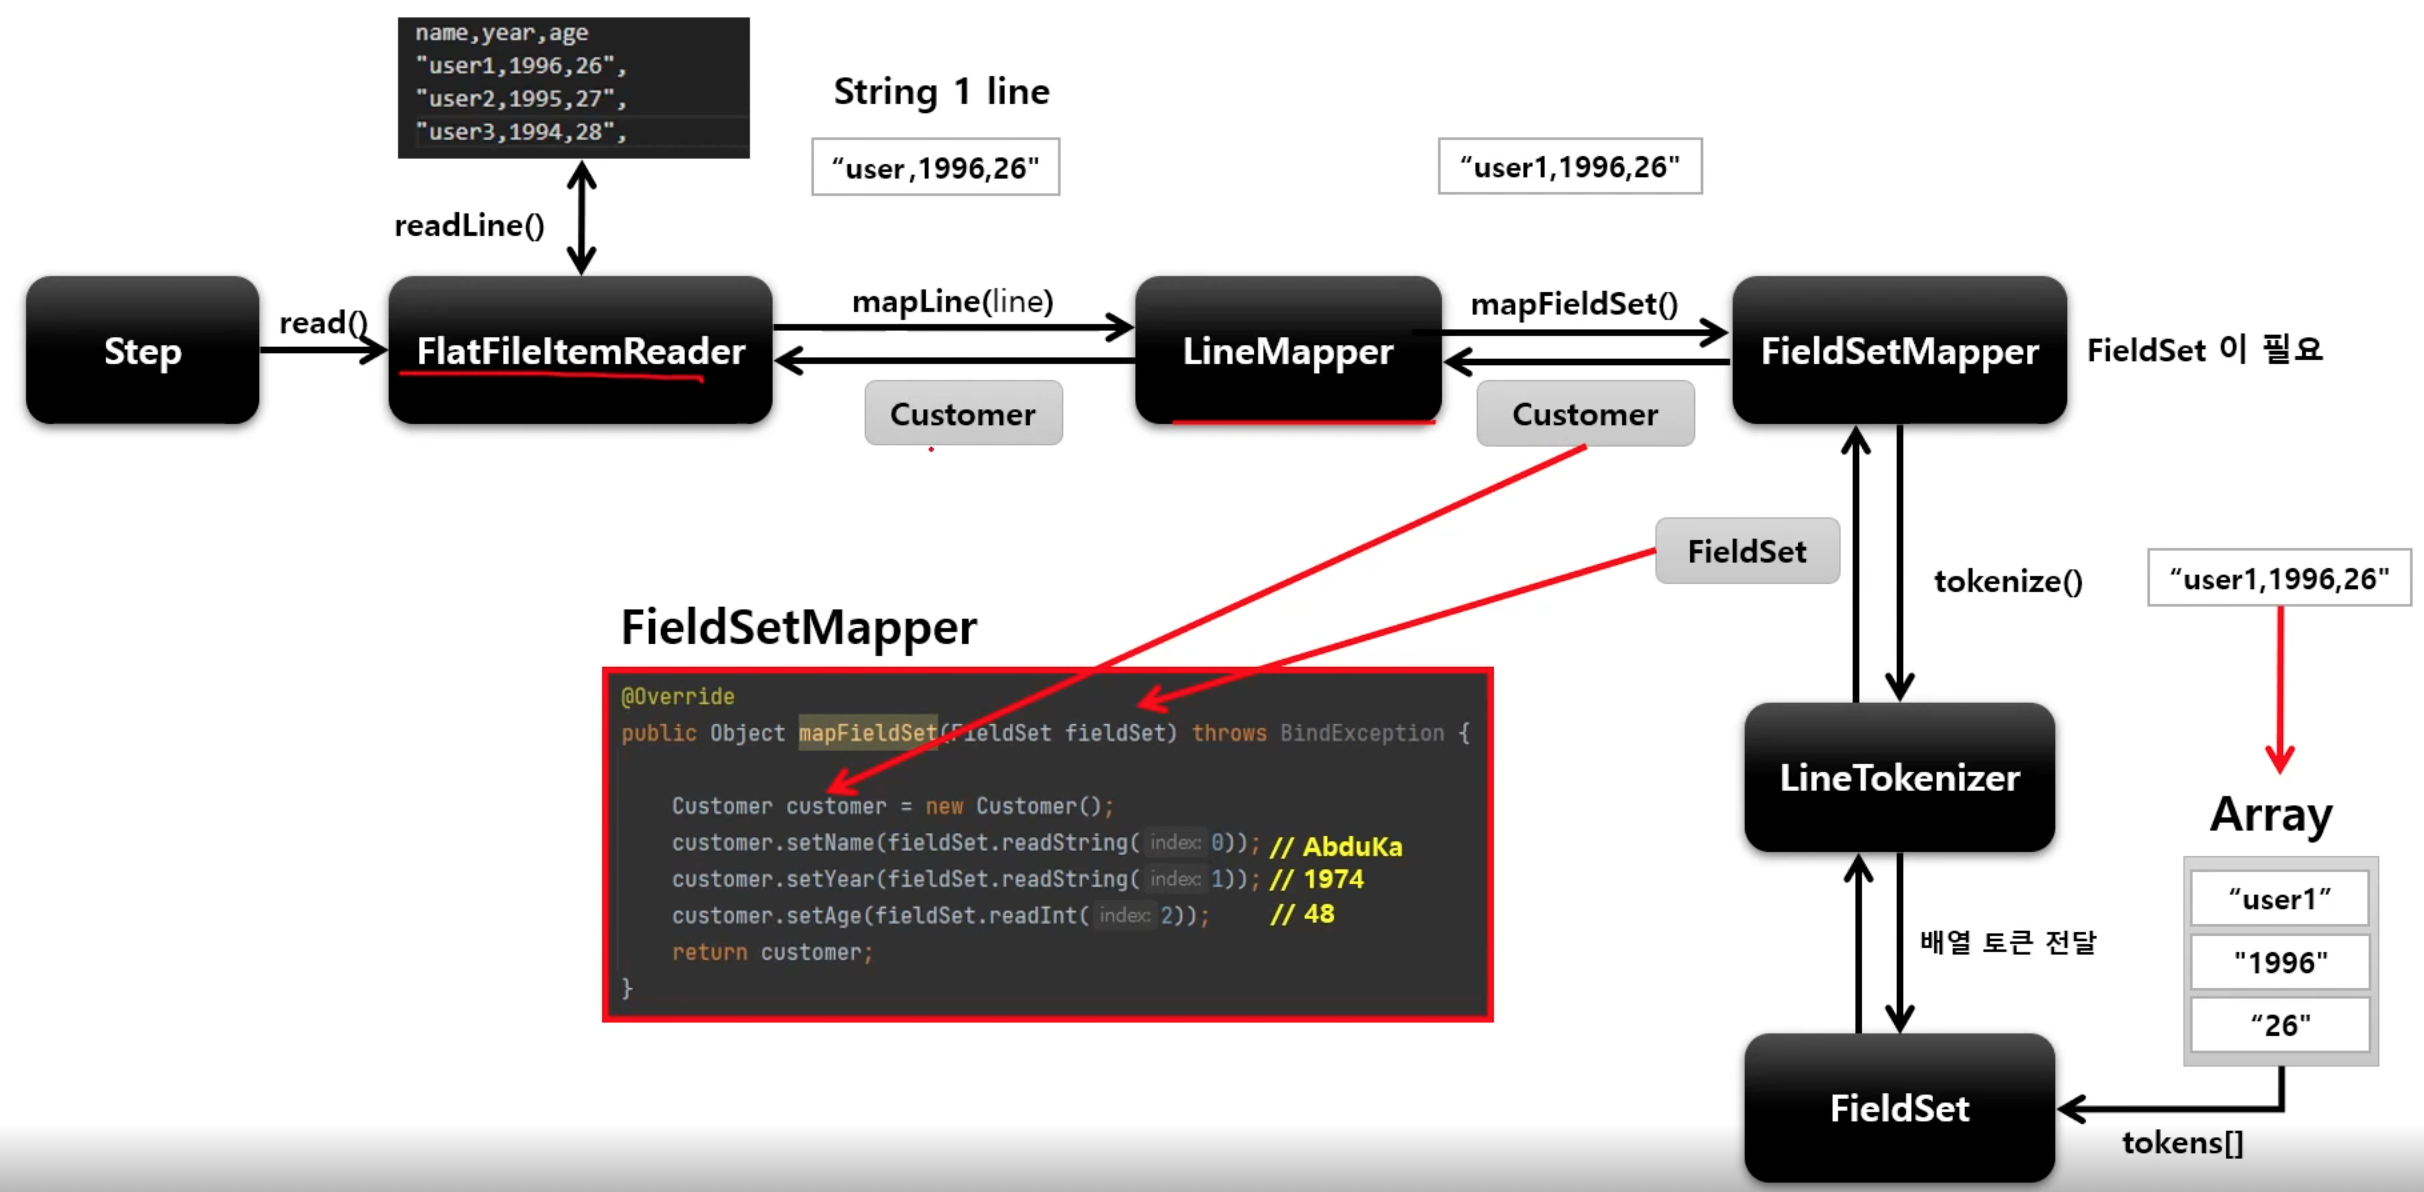 name,year,age
"user1,1996,26",
"user2,1995,27",
"user3,1994,28",
String 1 line
“user,1996,26"
“user1,1996,26"
readLine()
Step
read()
FlatFileItemReader
mapLine(line)
Customer
LineMapper
mapFieldSet()
Customer
FieldSetMapper
FieldSet 이 필요
FieldSet
tokenize()
“user1,1996,26"
FieldSetMapper
@Override
public Object mapFieldSet(FieldSet fieldSet) throws BindException {
Customer customer = new Customer();
customer.setName(fieldSet.readString( index: 0)); // AbduKa
customer.setYear(fieldSet.readString( index: 1)); // 1974
customer.setAge(fieldSet.readInt( index: 2)); // 48
return customer;
}
LineTokenizer
Array
“user1”
"1996"
“26"
배열 토큰 전달
FieldSet
tokens[]